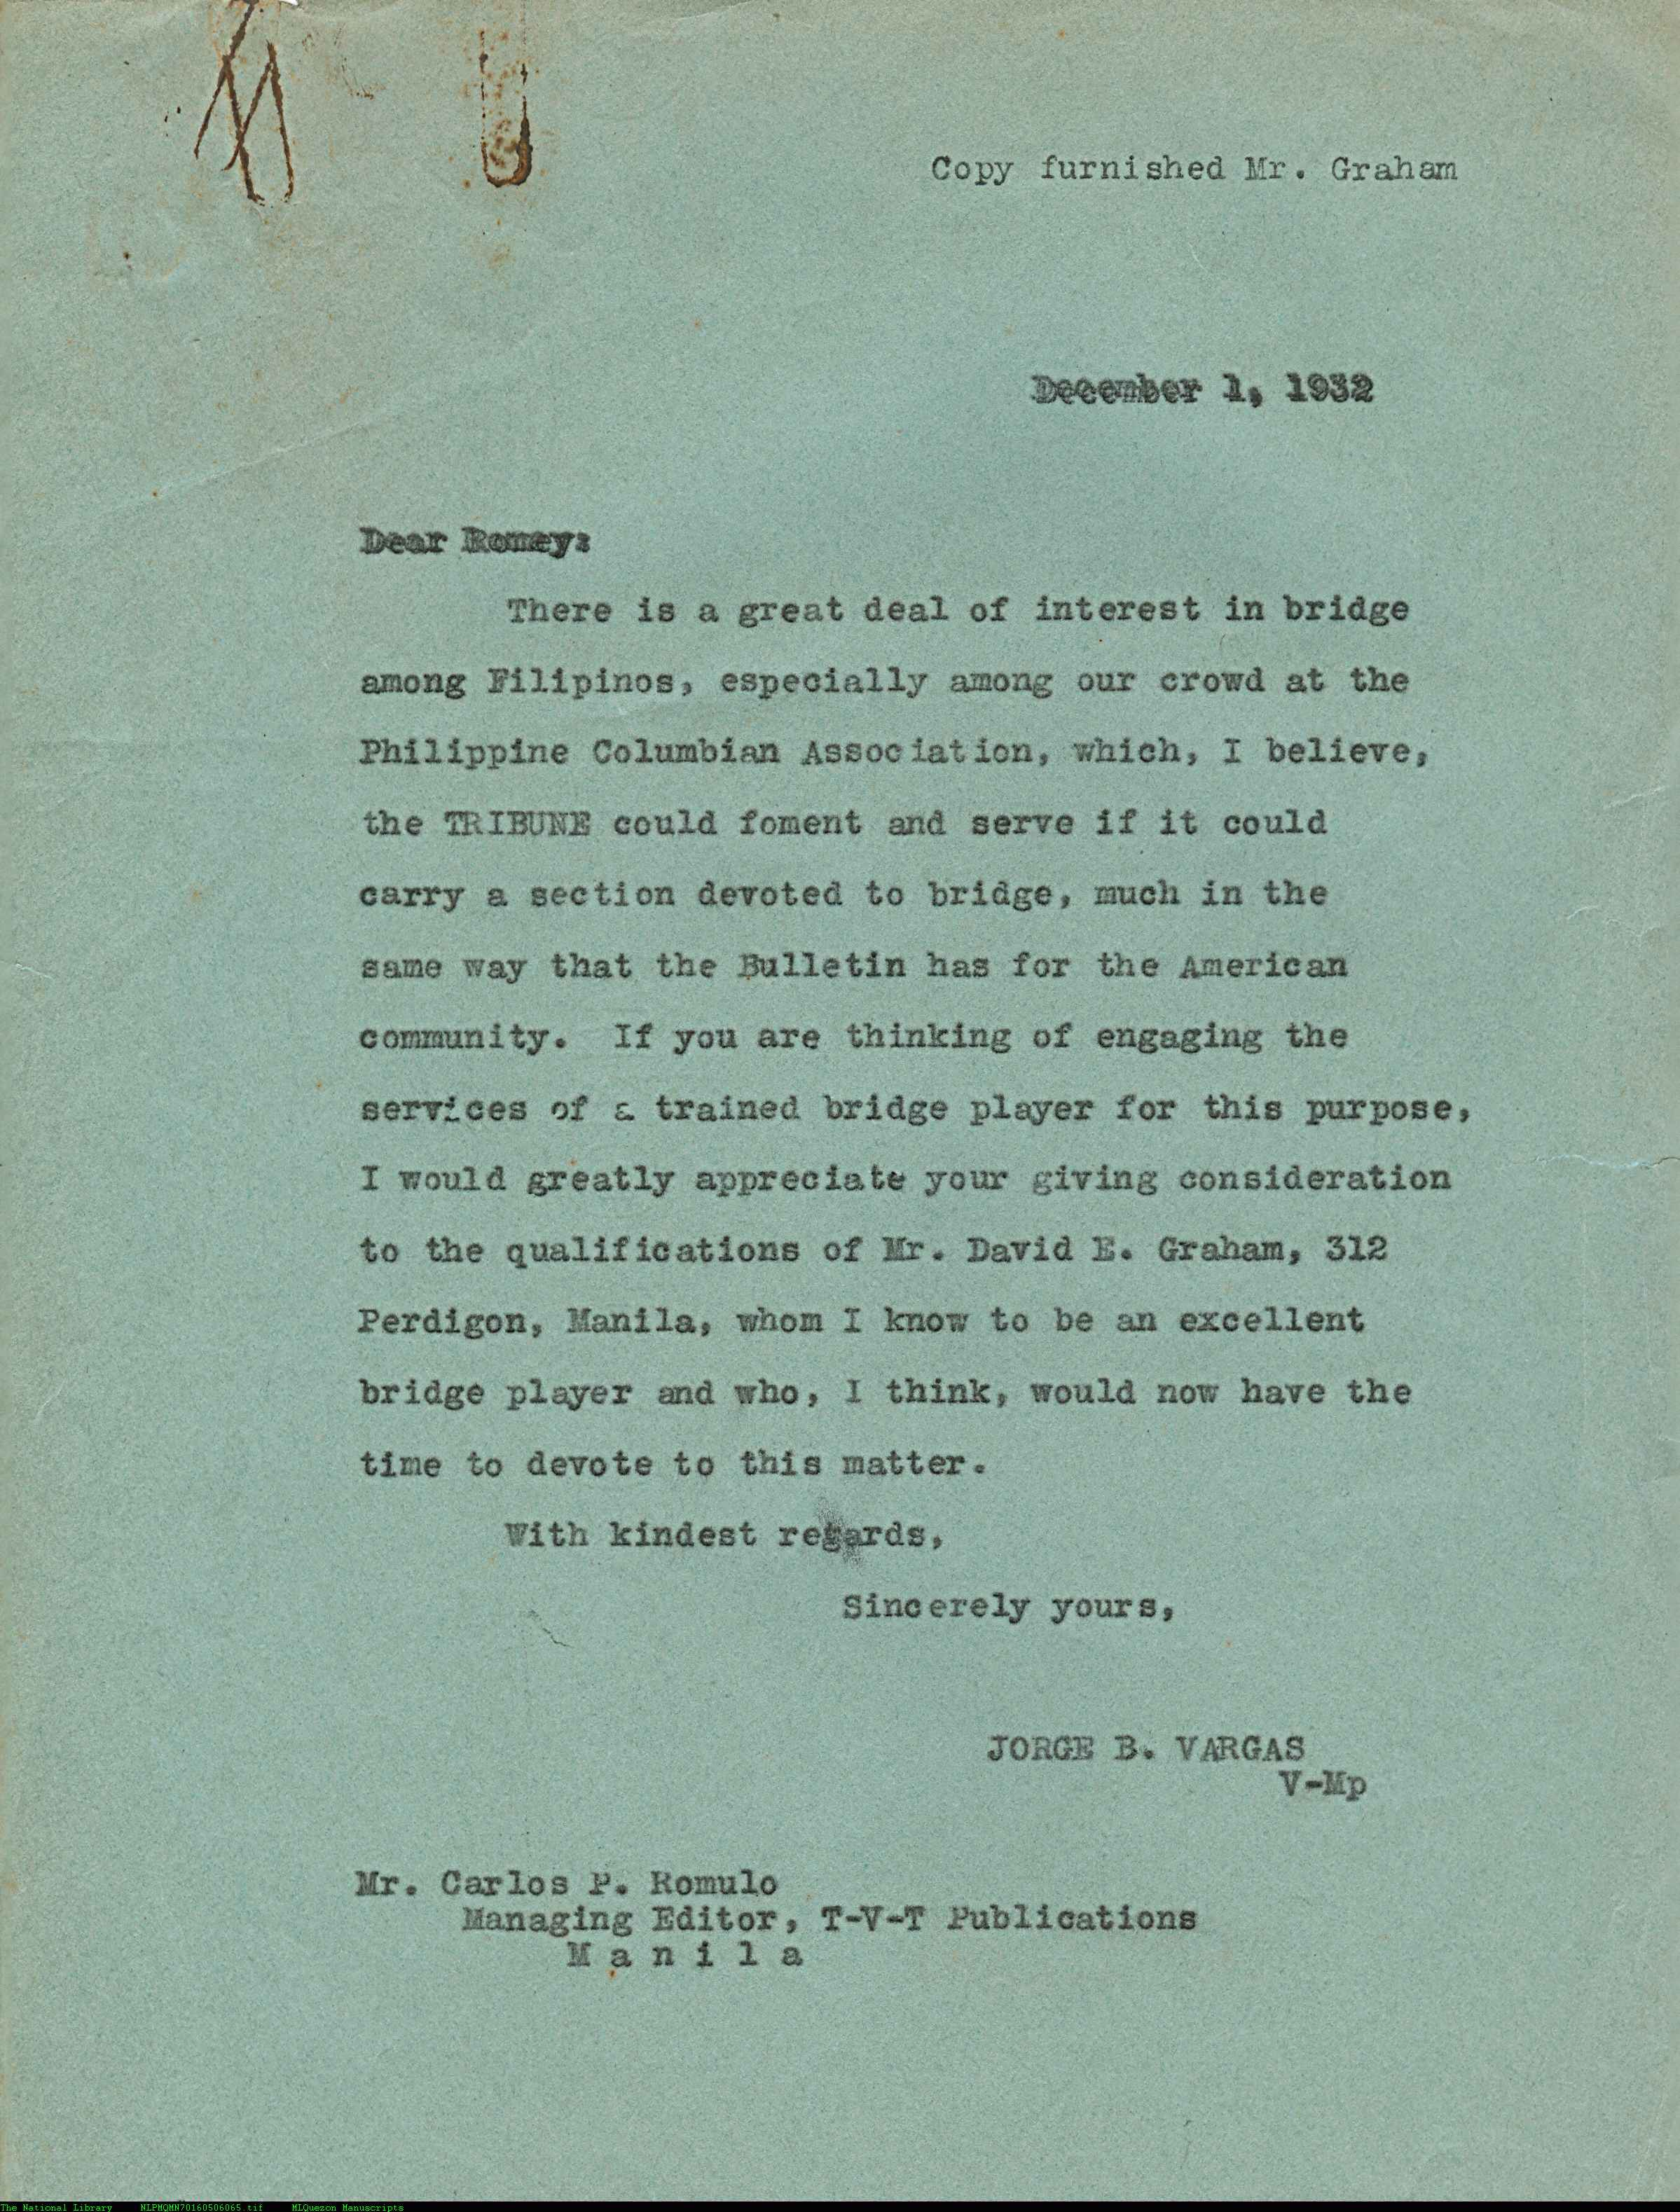 Copy furnished Mr. Graham
December 1, 1932
Dear Romey:
There is a great deal of interest in bridge
among Filipinos, especially among our crowd at the
Philippine Columbian Association, which, I believe,
the TRIBUNE could foment and serve if it could
carry a section devoted to bridge, much in the
same way that the Bulletin has for the American
community. If you are thinking of engaging the
services of a trained bridge player for this purpose,
I would greatly appreciate your giving consideration
to the qualifications of Mr. David E. Graham, 312
Perdigon, Manila, whom I know to be an excellent
bridge player and who, I think, would now have the
time to devote to this matter.
With kindest regards,
Sincerely yours,
JORGE B. VARGAS
V-Mp
Mr. Carlos P. Romulo
Managing Editor, T-V-T Publications
M a n i l a
The National Library NLPMQMN70160506065.tif MLQuezon Manuscripts